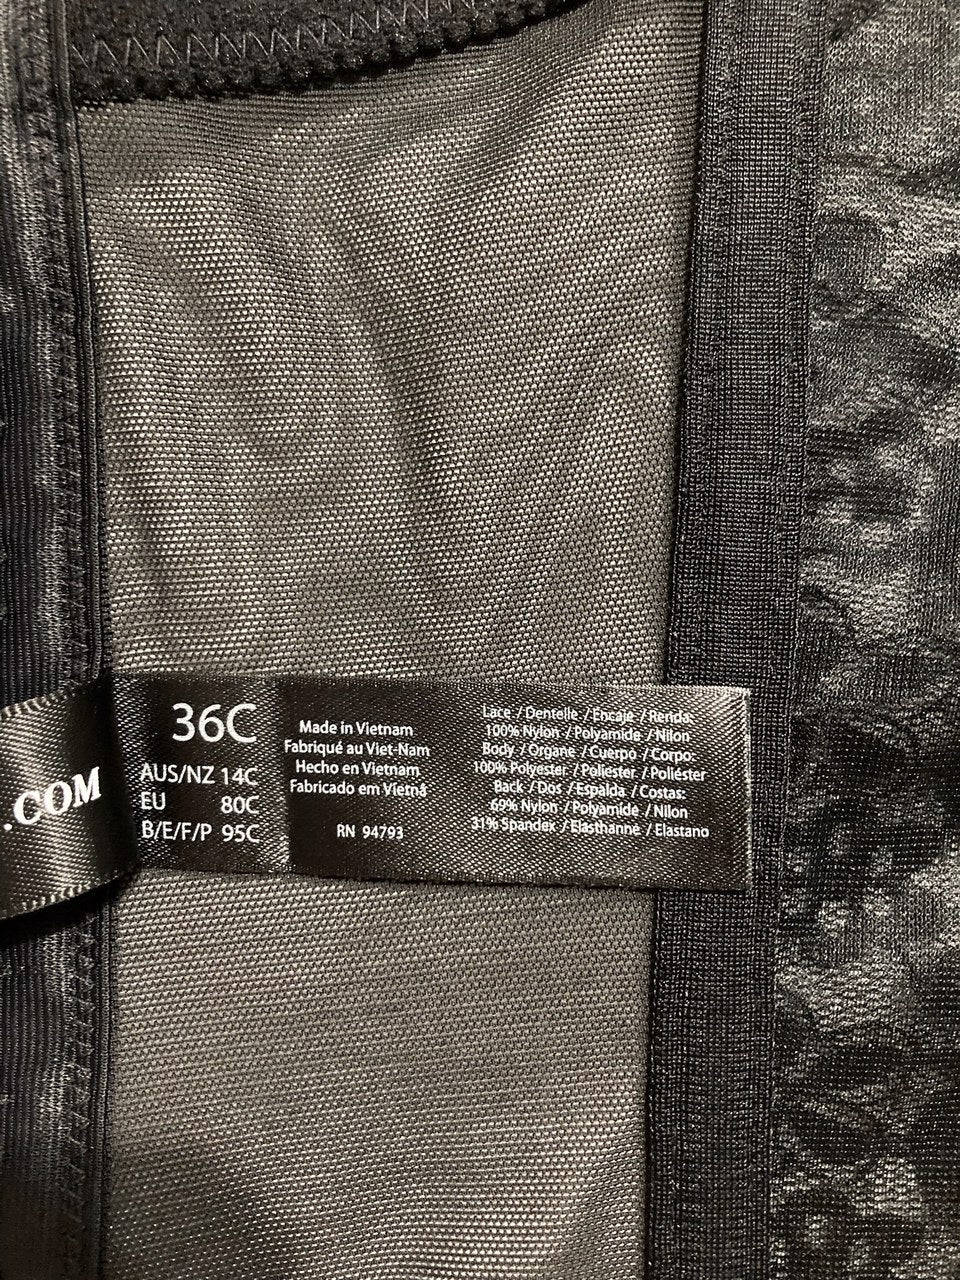 .COM
36C
AUS/NZ 14C
EU 80C
B/E/F/P 95C
Made in Vietnam
Fabriqué au Viet-Nam
Hecho en Vietnam
Fabricado em Vietnã
RN 94793
Lace / Dentelle / Encaje / Renda:
100% Nylon / Polyamide / Nilon
Body / Organe / Cuerpo / Corpo:
100% Polyester / Poliester / Poliéster
Back / Dos / Espalda / Costas:
69% Nylon / Polyamide / Nilon
31% Spandex / Elasthanne / Elastano